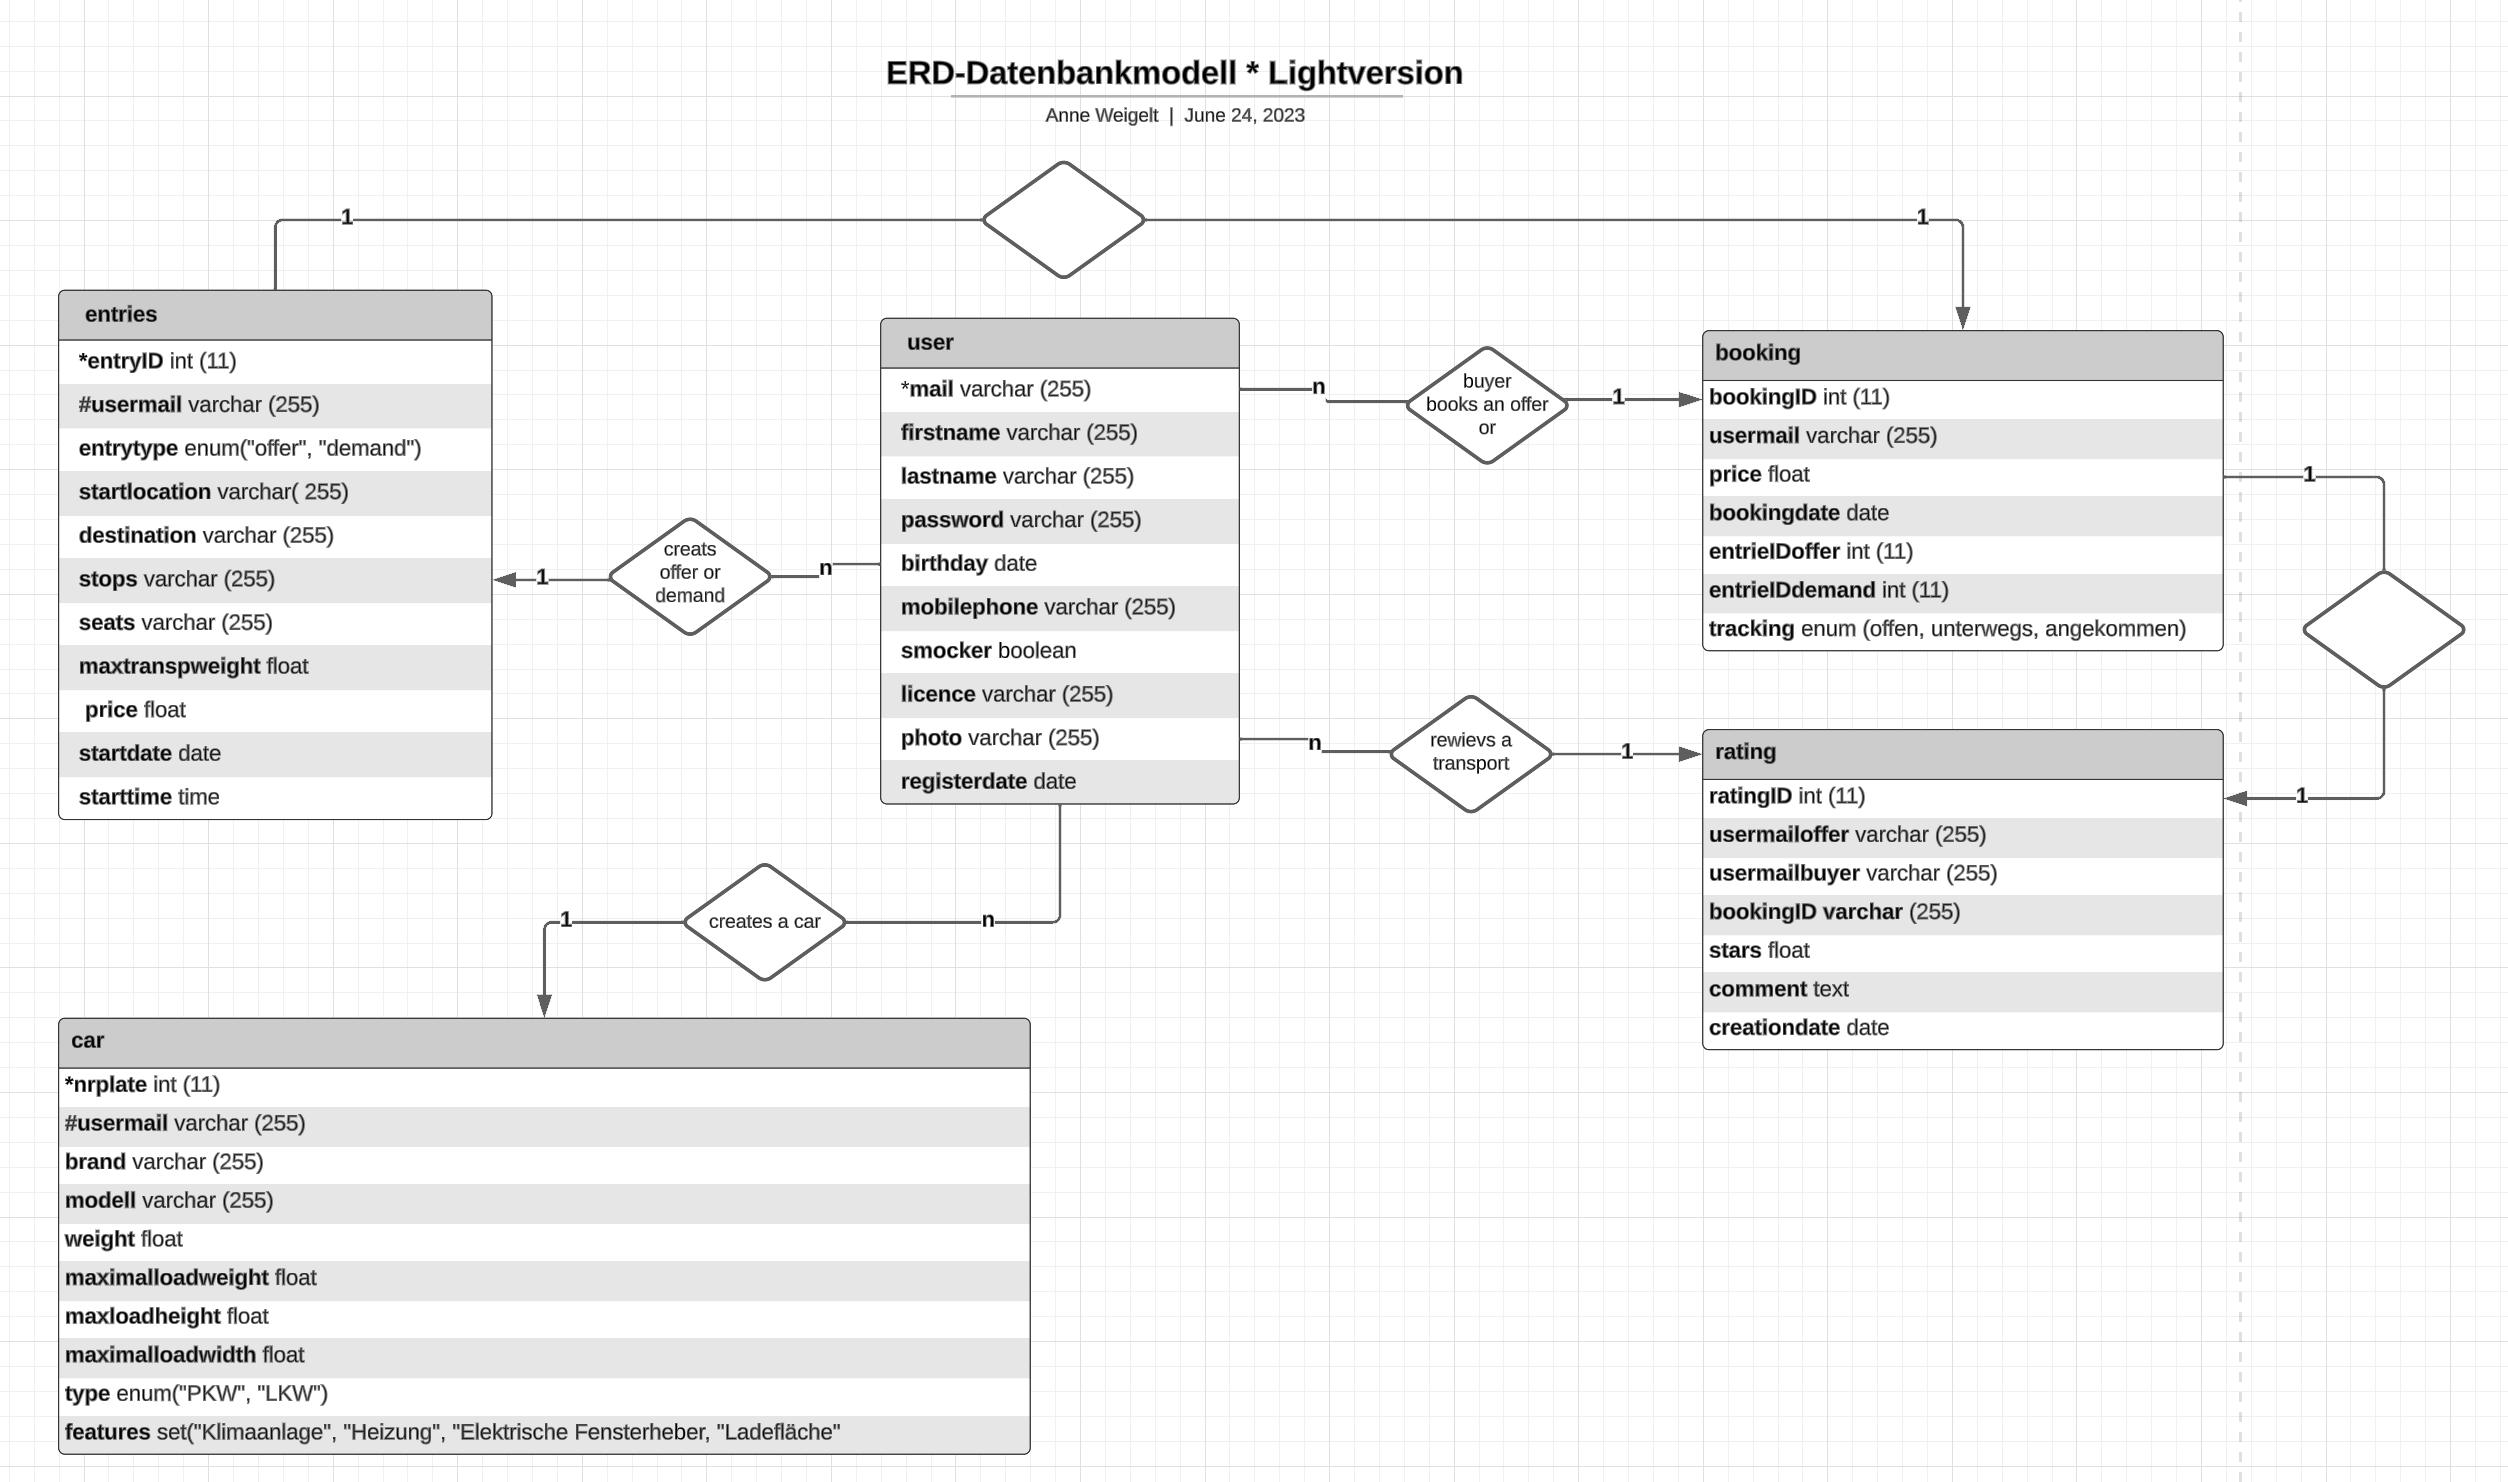 ERD-Datenbankmodell * Lightversion
Anne Weigelt | June 24, 2023
1
1
entries
*entryID int (11)
#usermail varchar (255)
entrytype enum("offer", "demand")
startlocation varchar( 255)
destination varchar (255)
stops varchar (255)
seats varchar (255)
maxtranspweight float
price float
startdate date
starttime time
1
creats
offer or
demand
n
user
*mail varchar (255)
firstname varchar (255)
lastname varchar (255)
password varchar (255)
birthday date
mobilephone varchar (255)
smocker boolean
licence varchar (255)
photo varchar (255)
registerdate date
n
buyer
books an offer
or
1
booking
bookingID int (11)
usermail varchar (255)
price float
bookingdate date
entrieIDoffer int (11)
entrieIDdemand int (11)
tracking enum (offen, unterwegs, angekommen)
1
n
rewievs a
transport
1
rating
ratingID int (11)
usermailoffer varchar (255)
usermailbuyer varchar (255)
bookingID varchar (255)
stars float
comment text
creationdate date
1
1
creates a car
n
car
*nrplate int (11)
#usermail varchar (255)
brand varchar (255)
modell varchar (255)
weight float
maximalloadweight float
maxloadheight float
maximalloadwidth float
type enum("PKW", "LKW")
features set("Klimaanlage", "Heizung", "Elektrische Fensterheber, "Ladefläche"